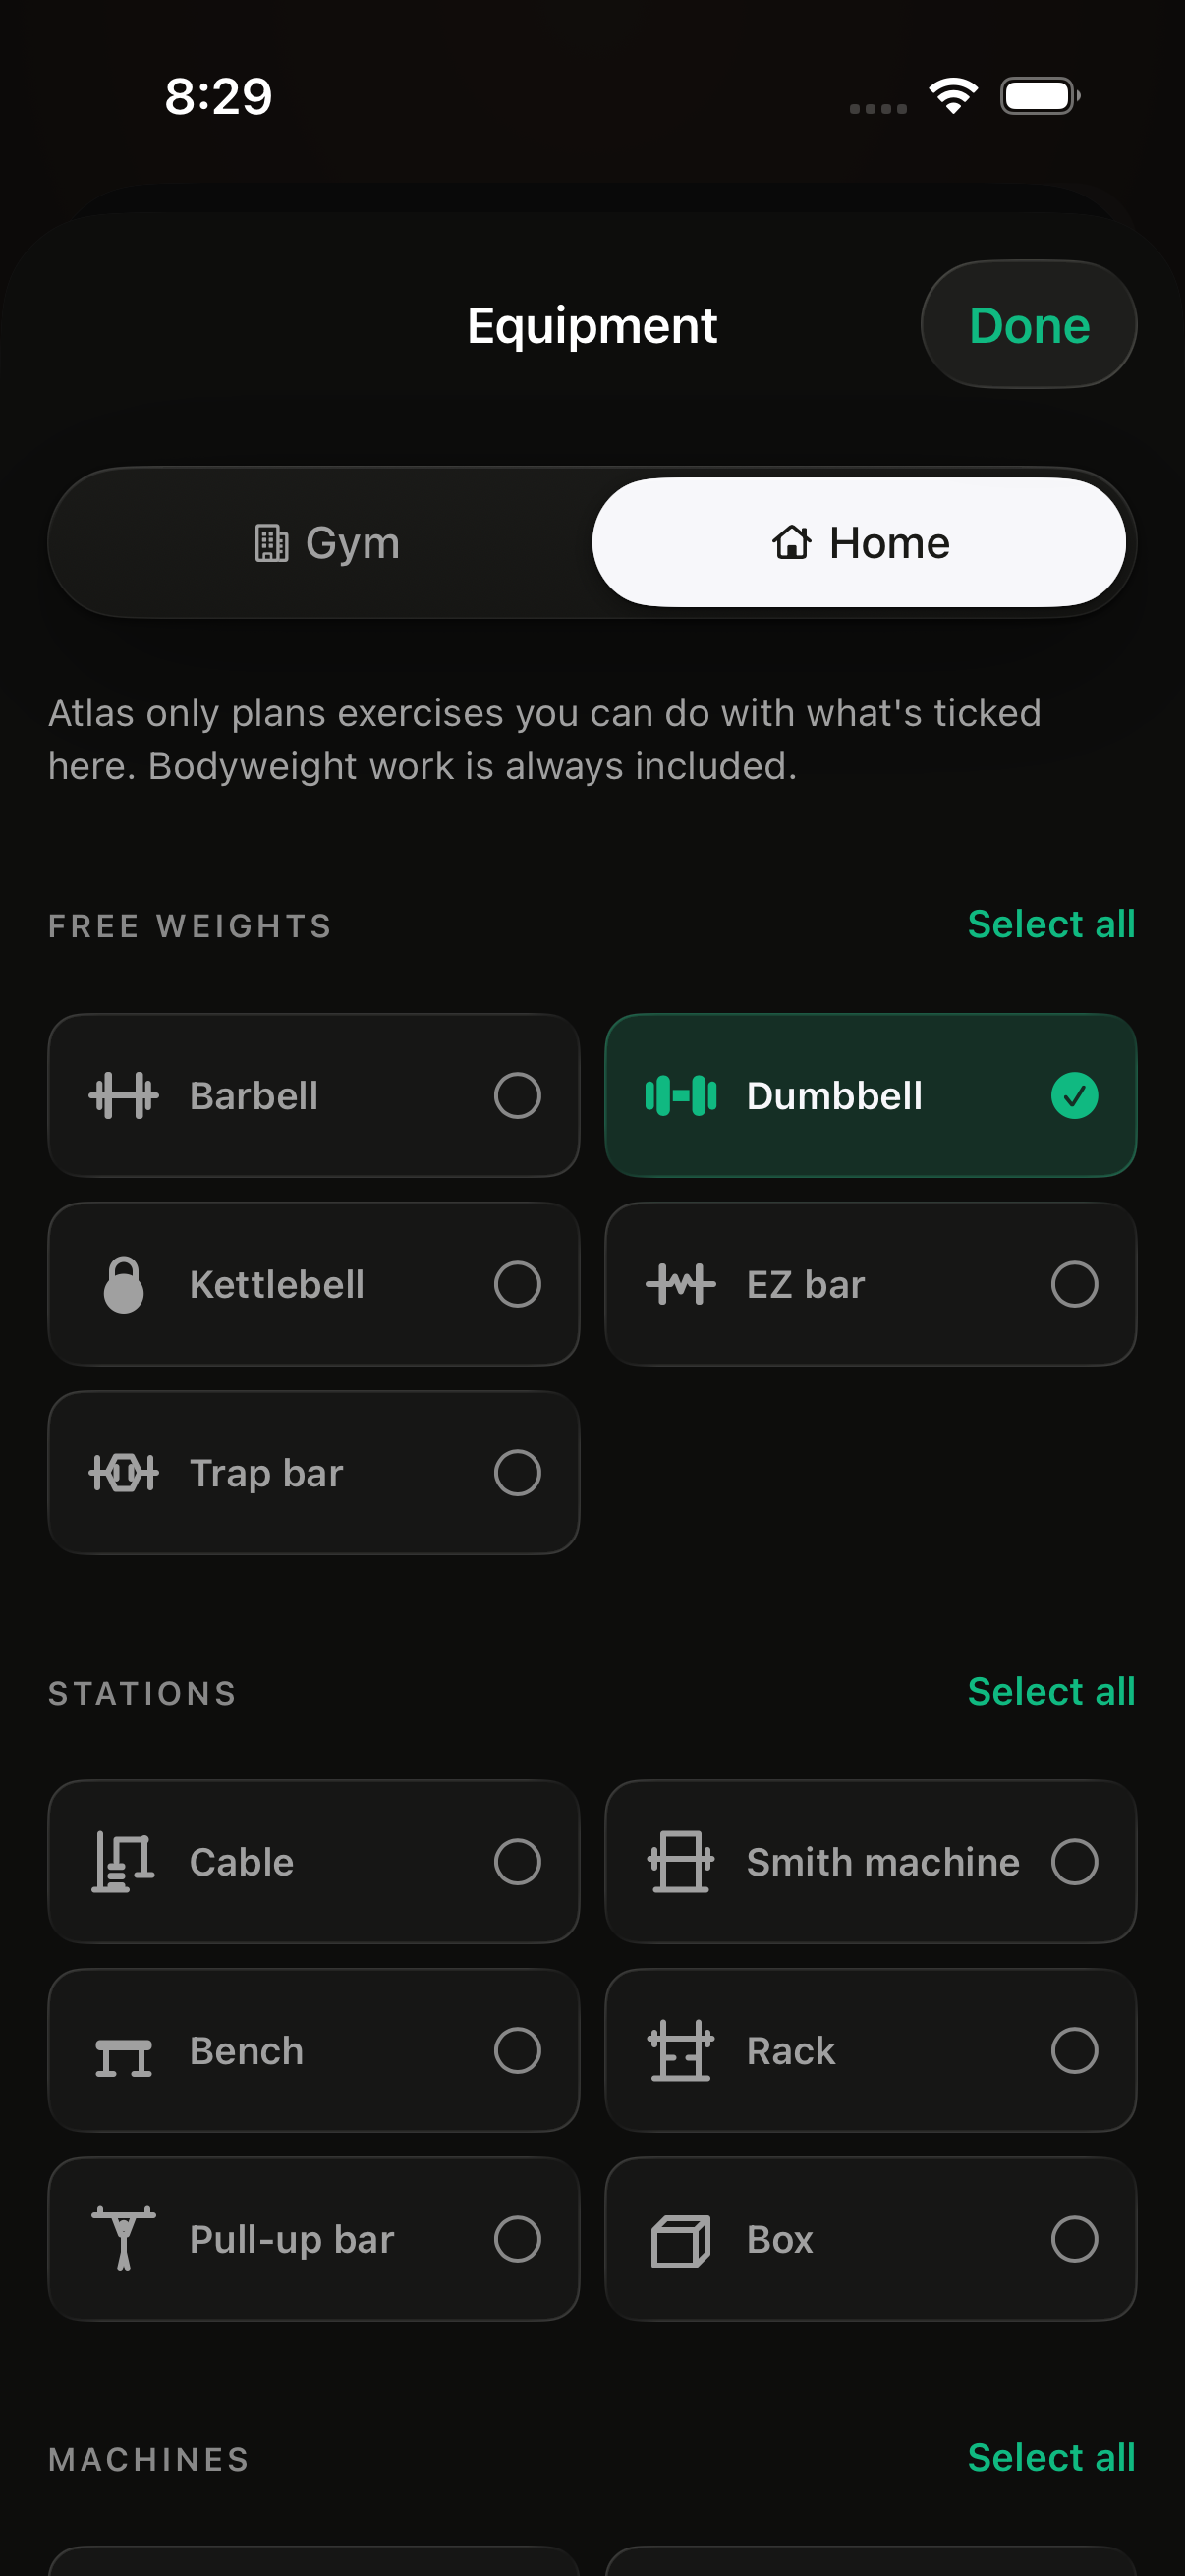 8:29
Equipment
Done
Gym
Home
Atlas only plans exercises you can do with what's ticked
here. Bodyweight work is always included.
FREE WEIGHTS
Select all
Barbell
Dumbbell
Kettlebell
EZ bar
Trap bar
STATIONS
Select all
Cable
Smith machine
Bench
Rack
Pull-up bar
Box
MACHINES
Select all